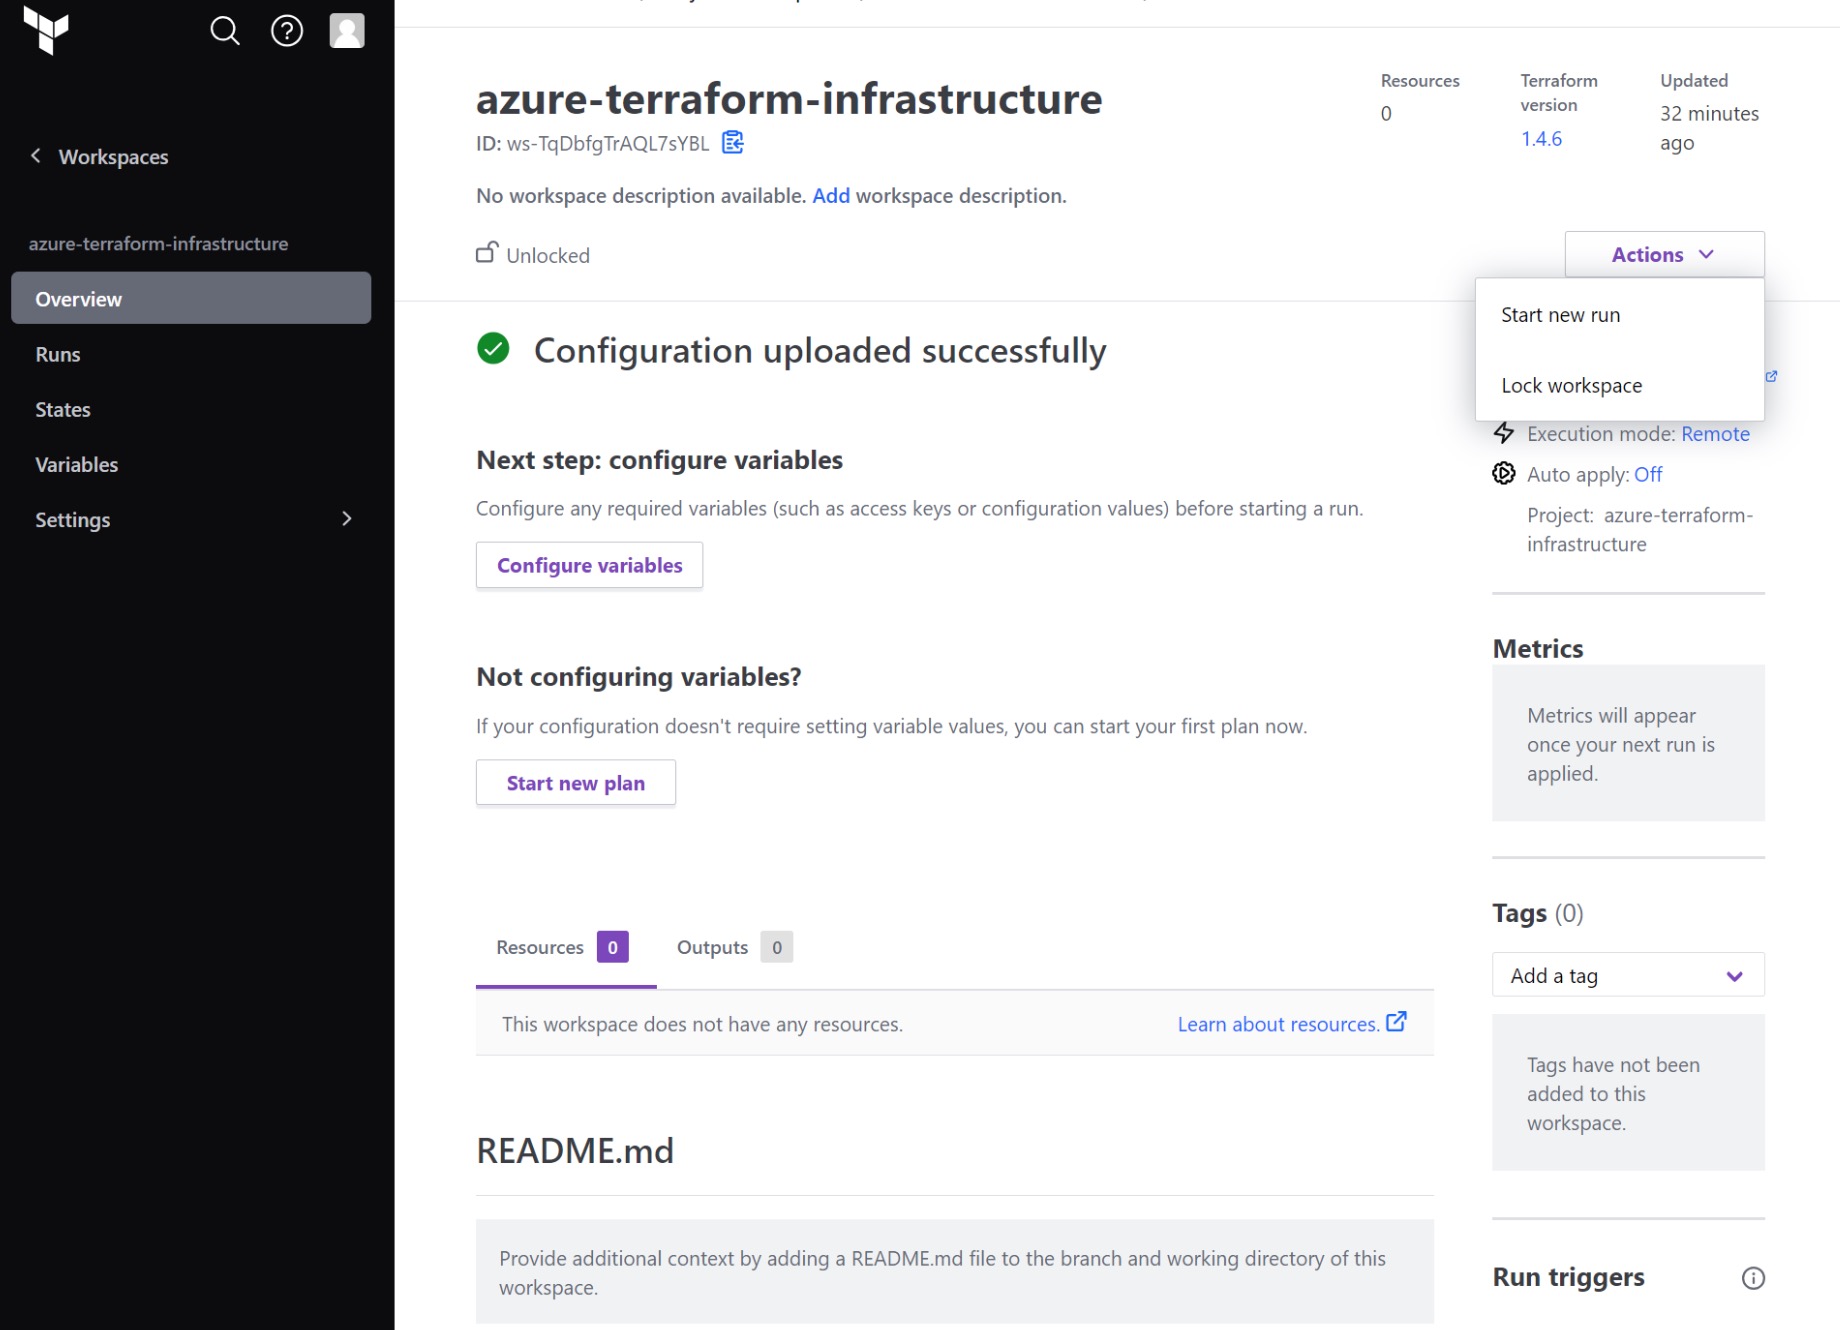 Workspaces
azure-terraform-infrastructure
Overview
Runs
States
Variables
Settings
azure-terraform-infrastructure
ID: ws-TqDbfgTrAQL7sYBL
No workspace description available. Add workspace description.
Unlocked
Resources
0
Terraform
version
1.4.6
Updated
32 minutes
ago
Actions
Start new run
Lock workspace
Configuration uploaded successfully
Next step: configure variables
Configure any required variables (such as access keys or configuration values) before starting a run.
Configure variables
Not configuring variables?
If your configuration doesn't require setting variable values, you can start your first plan now.
Start new plan
Resources 0
Outputs 0
This workspace does not have any resources.
Learn about resources.
README.md
Provide additional context by adding a README.md file to the branch and working directory of this
workspace.
Execution mode: Remote
Auto apply: Off
Project: azure-terraform-
infrastructure
Metrics
Metrics will appear
once your next run is
applied.
Tags (0)
Add a tag
Tags have not been
added to this
workspace.
Run triggers